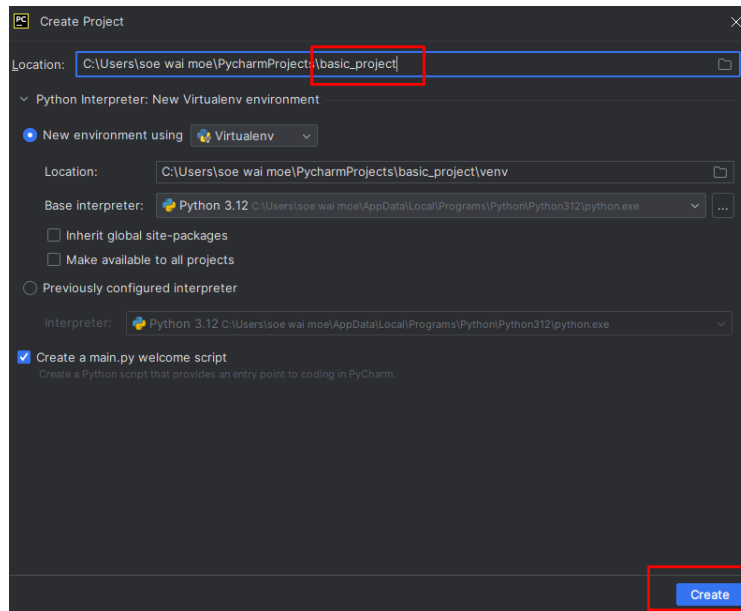 PC Create Project
Location: C:\Users\soe wai moe\PycharmProjects\basic_project
Python Interpreter: New Virtualenv environment
New environment using Virtualenv
Location: C:\Users\soe wai moe\PycharmProjects\basic_project\venv
Base interpreter: Python 3.12 C:\Users\soe wai moe\AppData\Local\Programs\Python\Python312\python.exe ...
Inherit global site-packages
Make available to all projects
Previously configured interpreter
Interpreter: Python 3.12 C:\Users\soe wai moe\AppData\Local\Programs\Python\Python312\python.exe
Create a main.py welcome script
Create a Python script that provides an entry point to coding in PyCharm.
Create